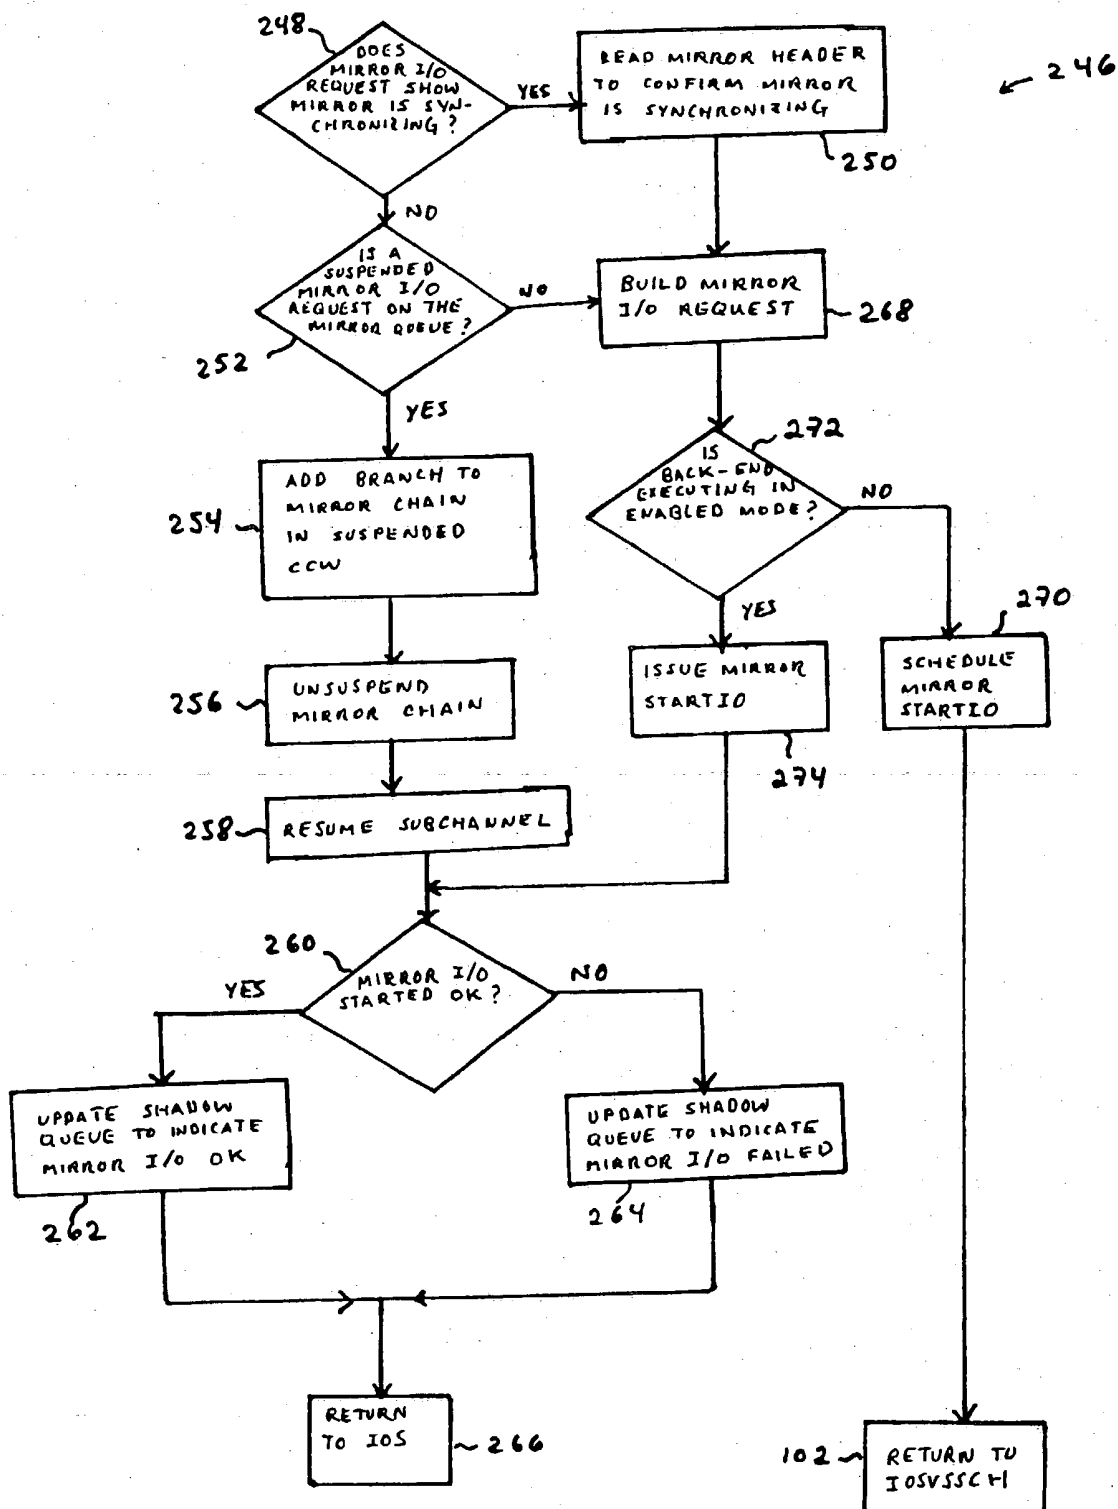 248
DOES
MIRROR I/O
REQUEST SHOW
MIRROR IS SYN-
CHRONIZING?
YES
READ MIRROR HEADER
TO CONFIRM MIRROR
IS SYNCHRONIZING
246
250
NO
IS A
SUSPENDED
MIRROR I/O
REQUEST ON THE
MIRROR QUEUE?
252
NO
BUILD MIRROR
I/O REQUEST
268
YES
272
IS
BACK-END
EXECUTING IN
ENABLED MODE?
NO
254
ADD BRANCH TO
MIRROR CHAIN
IN SUSPENDED
CCW
YES
270
256
UNSUSPEND
MIRROR CHAIN
ISSUE MIRROR
STARTIO
274
SCHEDULE
MIRROR
STARTIO
258
RESUME SUBCHANNEL
260
MIRROR I/O
STARTED OK?
YES
NO
UPDATE SHADOW
QUEUE TO INDICATE
MIRROR I/O OK
262
UPDATE SHADOW
QUEUE TO INDICATE
MIRROR I/O FAILED
264
RETURN
TO IOS
266
102
RETURN TO
IOSVSSCH